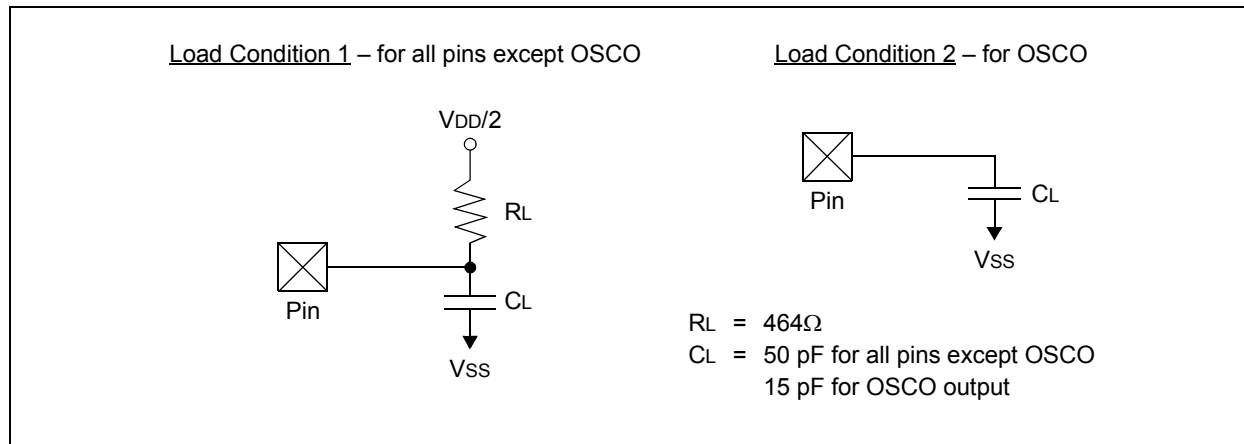 Load Condition 1 – for all pins except OSCO
VDD/2
RL
Pin
CL
VSS
Load Condition 2 – for OSCO
Pin
CL
VSS
RL = 464Ω
CL = 50 pF for all pins except OSCO
15 pF for OSCO output